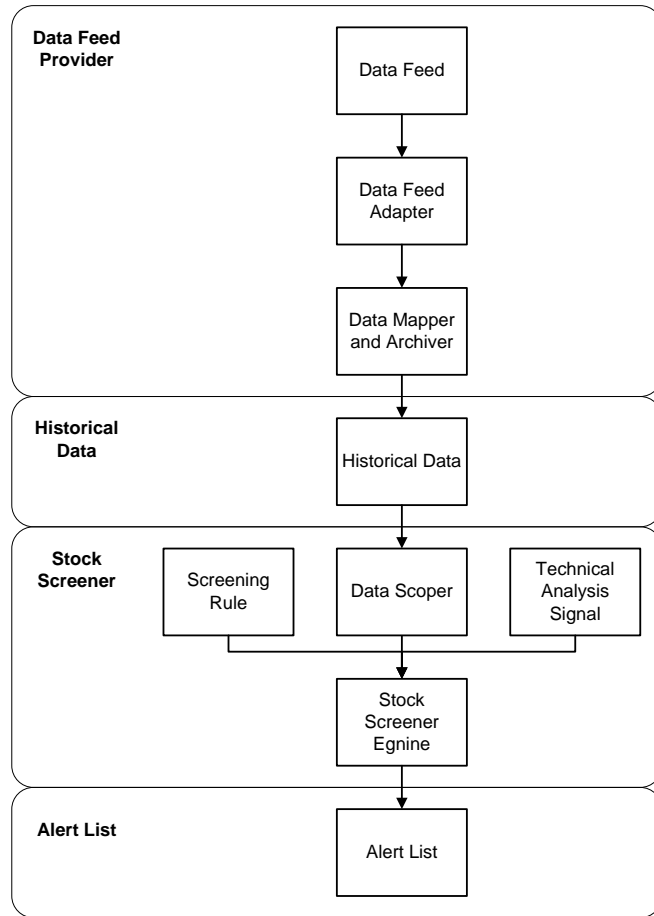 Data Feed
Provider
Data Feed
Data Feed
Adapter
Data Mapper
and Archiver
Historical
Data
Historical Data
Stock
Screener
Screening
Rule
Data Scoper
Technical
Analysis
Signal
Stock
Screener
Egnine
Alert List
Alert List